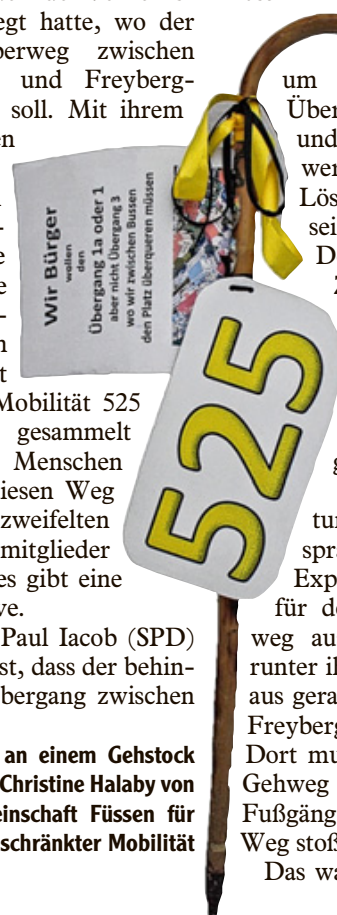 egt hatte, wo der
berweg zwischen
und Freyberg-
soll. Mit ihrem
en
Mobilität 525
gesammelt
Menschen
iesen Weg
zweifelten
mitglieder
es gibt eine
ve.
Paul Iacob (SPD)
st, dass der behin-
bergang zwischen
an einem Gehstock
Christine Halaby von
einschaft Füssen für
schränkter Mobilität
Wir Bürger
wollen
den
Übergang 1a oder 1
aber nicht Übergang 3
wo wir zwischen Bussen
den Platz überqueren müssen
525
um
Über
und
wer
Lös
sei
D
Z
g
tun
spra
Exp
für de
weg au
runter ih
aus gera
Freyberg
Dort mu
Gehweg
Fußgäng
Weg stoß
Das wa